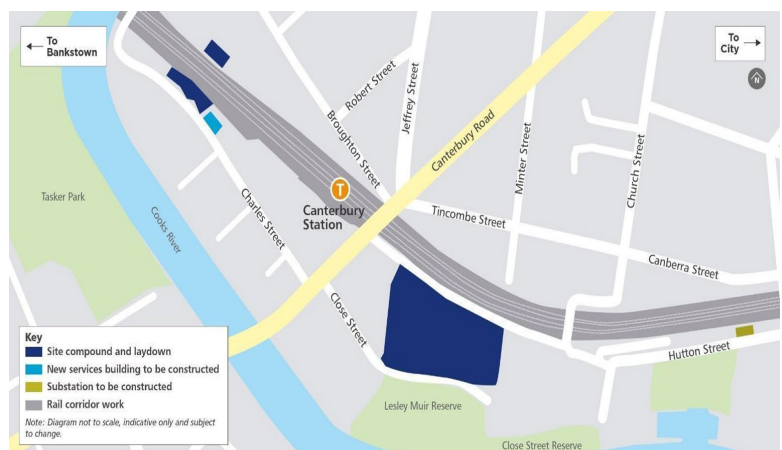 To
Bankstown
To
City
N
Robert Street
Jeffrey Street
Broughton Street
Canterbury Road
Minter Street
Church Street
Tasker Park
Cooks River
T
Canterbury
Station
Charles Street
Tincombe Street
Canberra Street
Close Street
Hutton Street
Lesley Muir Reserve
Close Street Reserve
Key
Site compound and laydown
New services building to be constructed
Substation to be constructed
Rail corridor work
Note: Diagram not to scale, indicative only and subject
to change.